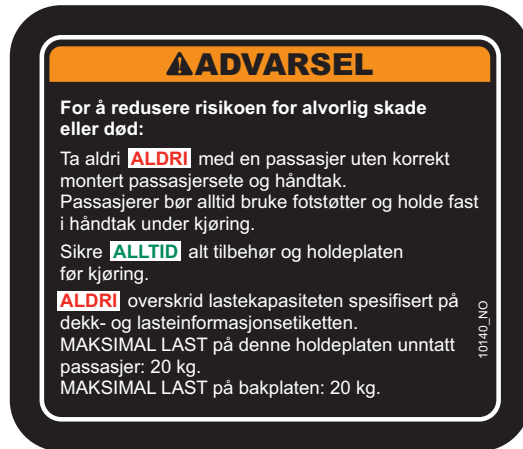 ADVARSEL
For å redusere risikoen for alvorlig skade
eller død:
Ta aldri ALDRI med en passasjer uten korrekt
montert passasjersete og håndtak.
Passasjerer bør alltid bruke fotstøtter og holde fast
i håndtak under kjøring.
Sikre ALLTID alt tilbehør og holdeplaten
før kjøring.
ALDRI overskrid lastekapasiteten spesifisert på
dekk- og lasteinformasjonsetiketten.
MAKSIMAL LAST på denne holdeplaten unntatt
passasjer: 20 kg.
MAKSIMAL LAST på bakplaten: 20 kg.
10140_NO